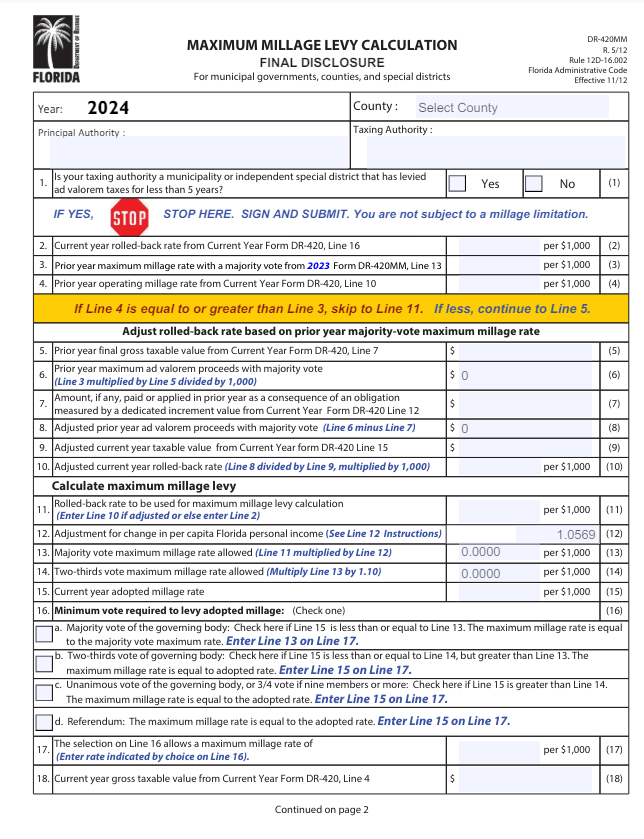 DEPARTMENT OF REVENUE
FLORIDA
MAXIMUM MILLAGE LEVY CALCULATION
FINAL DISCLOSURE
For municipal governments, counties, and special districts
DR-420MM
R. 5/12
Rule 12D-16.002
Florida Administrative Code
Effective 11/12
Year: 2024 County : Select County
Principal Authority : Taxing Authority :
1. Is your taxing authority a municipality or independent special district that has levied
ad valorem taxes for less than 5 years? Yes No (1)
IF YES, STOP STOP HERE. SIGN AND SUBMIT. You are not subject to a millage limitation.
2. Current year rolled-back rate from Current Year Form DR-420, Line 16 per $1,000 (2)
3. Prior year maximum millage rate with a majority vote from 2023 Form DR-420MM, Line 13 per $1,000 (3)
4. Prior year operating millage rate from Current Year Form DR-420, Line 10 per $1,000 (4)
If Line 4 is equal to or greater than Line 3, skip to Line 11. If less, continue to Line 5.
Adjust rolled-back rate based on prior year majority-vote maximum millage rate
5. Prior year final gross taxable value from Current Year Form DR-420, Line 7 $ (5)
6. Prior year maximum ad valorem proceeds with majority vote
(Line 3 multiplied by Line 5 divided by 1,000) $ 0 (6)
7. Amount, if any, paid or applied in prior year as a consequence of an obligation
measured by a dedicated increment value from Current Year Form DR-420 Line 12 $ (7)
8. Adjusted prior year ad valorem proceeds with majority vote (Line 6 minus Line 7) $ 0 (8)
9. Adjusted current year taxable value from Current Year form DR-420 Line 15 $ (9)
10. Adjusted current year rolled-back rate (Line 8 divided by Line 9, multiplied by 1,000) per $1,000 (10)
Calculate maximum millage levy
11. Rolled-back rate to be used for maximum millage levy calculation
(Enter Line 10 if adjusted or else enter Line 2) per $1,000 (11)
12. Adjustment for change in per capita Florida personal income (See Line 12 Instructions) 1.0569 (12)
13. Majority vote maximum millage rate allowed (Line 11 multiplied by Line 12) 0.0000 per $1,000 (13)
14. Two-thirds vote maximum millage rate allowed (Multiply Line 13 by 1.10) 0.0000 per $1,000 (14)
15. Current year adopted millage rate per $1,000 (15)
16. Minimum vote required to levy adopted millage: (Check one) (16)
a. Majority vote of the governing body: Check here if Line 15 is less than or equal to Line 13. The maximum millage rate is equal
to the majority vote maximum rate. Enter Line 13 on Line 17.
b. Two-thirds vote of governing body: Check here if Line 15 is less than or equal to Line 14, but greater than Line 13. The
maximum millage rate is equal to adopted rate. Enter Line 15 on Line 17.
c. Unanimous vote of the governing body, or 3/4 vote if nine members or more: Check here if Line 15 is greater than Line 14.
The maximum millage rate is equal to the adopted rate. Enter Line 15 on Line 17.
d. Referendum: The maximum millage rate is equal to the adopted rate. Enter Line 15 on Line 17.
17. The selection on Line 16 allows a maximum millage rate of
(Enter rate indicated by choice on Line 16). per $1,000 (17)
18. Current year gross taxable value from Current Year Form DR-420, Line 4 $ (18)
Continued on page 2